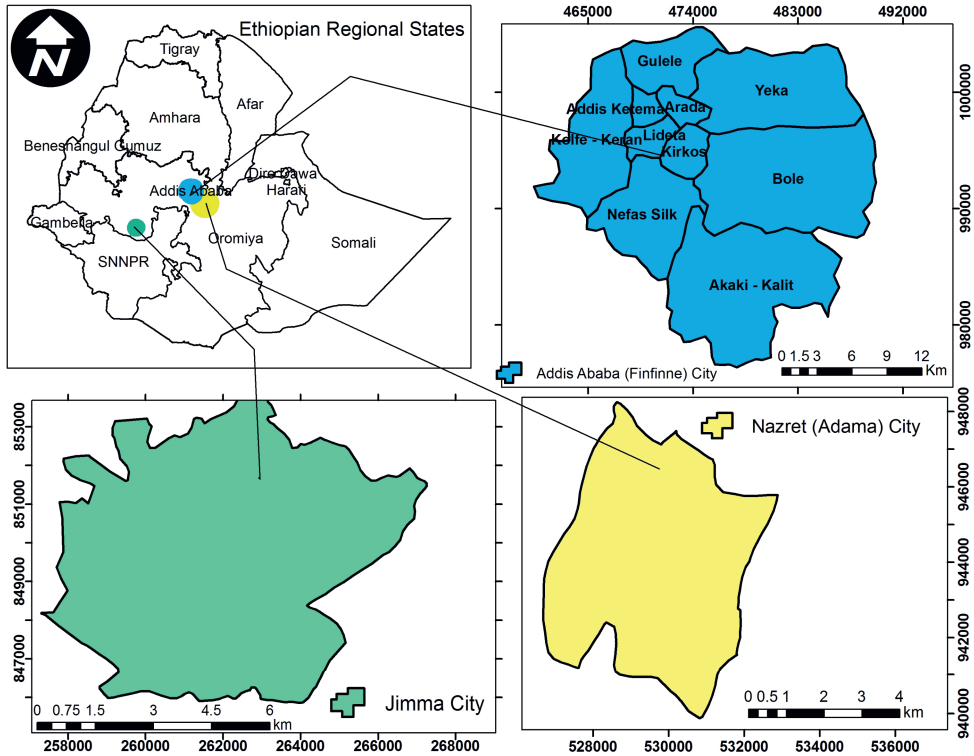 Ethiopian Regional States
N
Tigray
Afar
Amhara
Beneshangul Gumuz
Dire Dawa
Addis Ababa
Harari
Gambella
Oromiya
Somali
SNNPR
465000 474000 483000 492000
Gulele
Yeka
1000000
Addis Ketema
Arada
Kolfe - Keran
Lideta
Kirkos
Bole
990000
Nefas Silk
Akaki - Kalit
980000
0 1.5 3 6 9 12
Km
Addis Ababa (Finfinne) City
853000
851000
849000
847000
Jimma City
0 0.75 1.5 3 4.5 6
km
258000 260000 262000 264000 266000 268000
Nazret (Adama) City
948000
946000
944000
942000
940000
0 0.5 1 2 3 4
km
528000 530000 532000 534000 536000